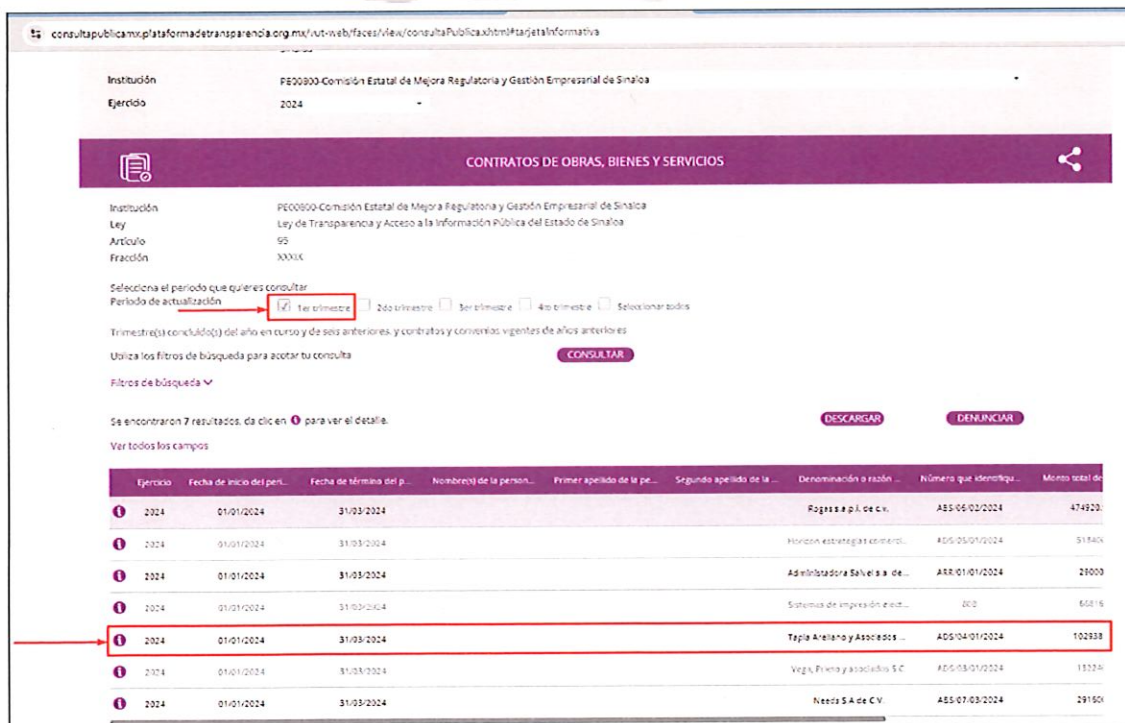 consultapublicamx.plataformadetransparencia.org.mx/vut-web/faces/view/consultaPublica.xhtml#tarjetaInformativa
Institución PE00800-Comisión Estatal de Mejora Regulatoria y Gestión Empresarial de Sinaloa
Ejercicio 2024
CONTRATOS DE OBRAS, BIENES Y SERVICIOS
Institución PE00800-Comisión Estatal de Mejora Regulatoria y Gestión Empresarial de Sinaloa
Ley Ley de Transparencia y Acceso a la Información Pública del Estado de Sinaloa
Artículo 95
Fracción
Selecciona el periodo que quieres consultar
Periodo de actualización 1er trimestre 2do trimestre 3er trimestre 4to trimestre Seleccionar todos
Trimestre(s) concluido(s) del año en curso y de seis anteriores, y contratos y convenios vigentes de años anteriores
Utiliza los filtros de búsqueda para acotar tu consulta CONSULTAR
Filtros de búsqueda
Se encontraron 7 resultados, da clic en i para ver el detalle. DESCARGAR DENUNCIAR
Ver todos los campos
Ejercicio Fecha de inicio del peri... Fecha de término del p... Nombre(s) de la person... Primer apellido de la pe... Segundo apellido de la ... Denominación o razón ... Número que identifiqu... Monto total de
2024 01/01/2024 31/03/2024 Rogas s.a.p.i. de c.v. ABS/06/02/2024 474920.
2024 01/01/2024 31/03/2024 Horizon estrategias comerci... ADS/05/01/2024
2024 01/01/2024 31/03/2024 Administadora Salvel s.a. de... ARR/01/01/2024
2024 01/01/2024 31/03/2024 Sistemas de impresión elect...
2024 01/01/2024 31/03/2024 Tapia Arellano y Asociados ... ADS/04/01/2024 102938
2024 01/01/2024 31/03/2024 Vega, Prieto y asociados S.C. ADS/03/01/2024
2024 01/01/2024 31/03/2024 Needs S.A de C.V. ABS/07/03/2024